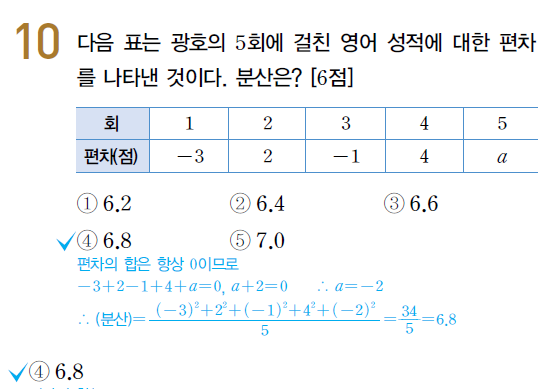 10 다음 표는 광호의 5회에 걸친 영어 성적에 대한 편차
를 나타낸 것이다. 분산은? [6점]
회 1 2 3 4 5
편차(점) −3 2 −1 4 a
① 6.2 ② 6.4 ③ 6.6
④ 6.8 ⑤ 7.0
편차의 합은 항상 0이므로
−3+2−1+4+a=0, a+2=0 ∴ a=−2
∴ (분산)=(−3)²+2²+(−1)²+4²+(−2)²/5=34/5=6.8
④ 6.8